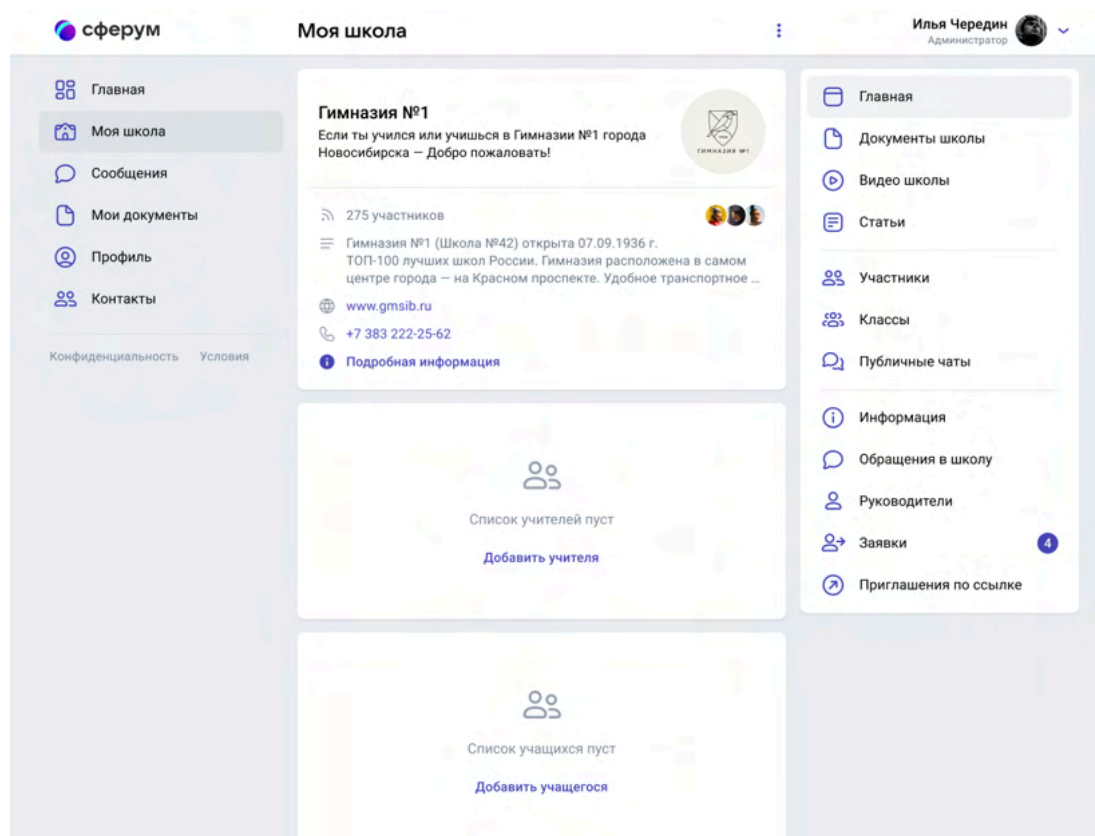 сферум
Моя школа
Илья Чередин
Администратор
Главная
Моя школа
Сообщения
Мои документы
Профиль
Контакты
Конфиденциальность Условия
Гимназия №1
Если ты учился или учишься в Гимназии №1 города
Новосибирска — Добро пожаловать!
ГИМНАЗИЯ №1
275 участников
Гимназия №1 (Школа №42) открыта 07.09.1936 г.
ТОП-100 лучших школ России. Гимназия расположена в самом
центре города — на Красном проспекте. Удобное транспортное ...
www.gmsib.ru
+7 383 222-25-62
Подробная информация
Список учителей пуст
Добавить учителя
Список учащихся пуст
Добавить учащегося
Главная
Документы школы
Видео школы
Статьи
Участники
Классы
Публичные чаты
Информация
Обращения в школу
Руководители
Заявки 4
Приглашения по ссылке